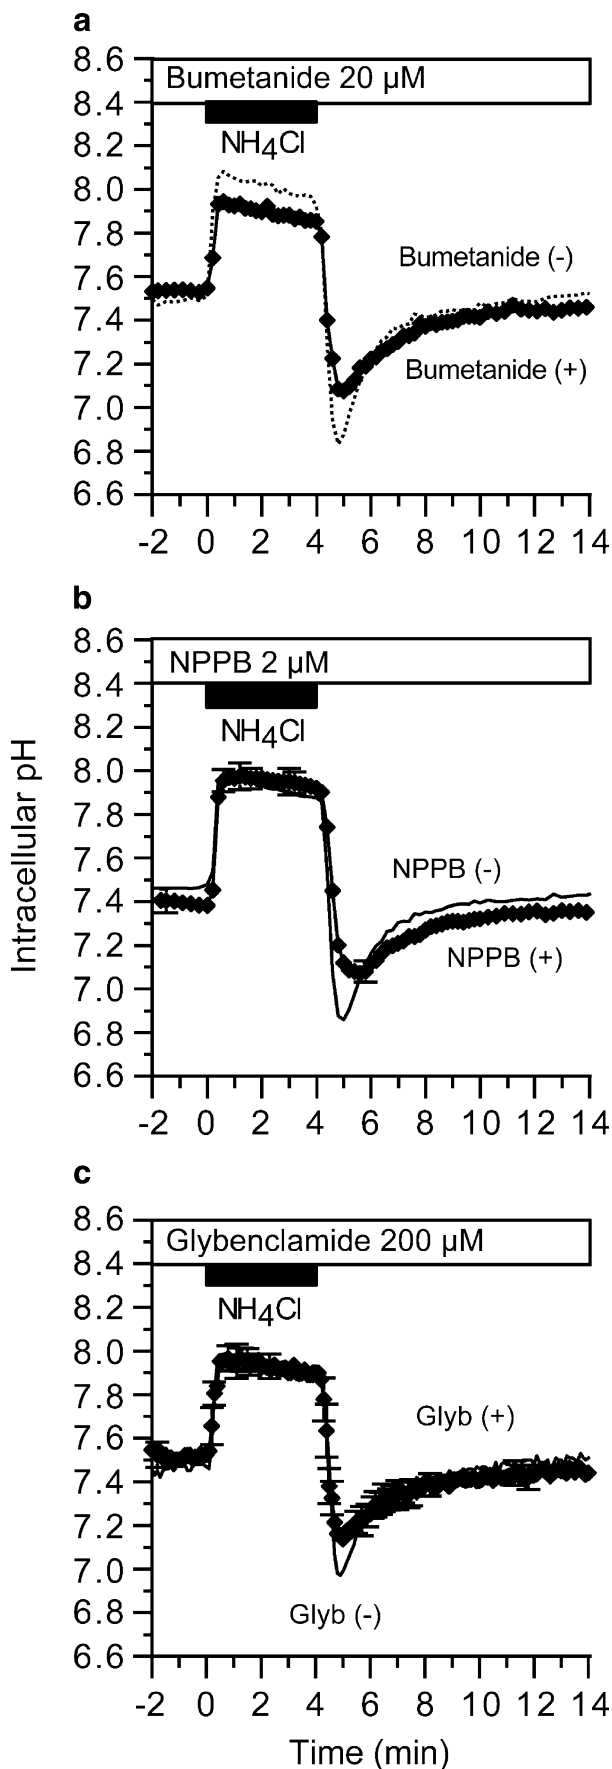 a
8.6
Bumetanide 20 µM
8.4
NH4Cl
8.2
8.0
7.8
Bumetanide (-)
7.6
7.4
Bumetanide (+)
7.2
7.0
6.8
6.6
-2 0 2 4 6 8 10 12 14
b
8.6
NPPB 2 µM
8.4
NH4Cl
8.2
8.0
7.8
7.6
NPPB (-)
7.4
NPPB (+)
7.2
7.0
6.8
6.6
-2 0 2 4 6 8 10 12 14
Intracellular pH
c
8.6
Glybenclamide 200 µM
8.4
NH4Cl
8.2
8.0
7.8
Glyb (+)
7.6
7.4
7.2
7.0
6.8
Glyb (-)
6.6
-2 0 2 4 6 8 10 12 14
Time (min)